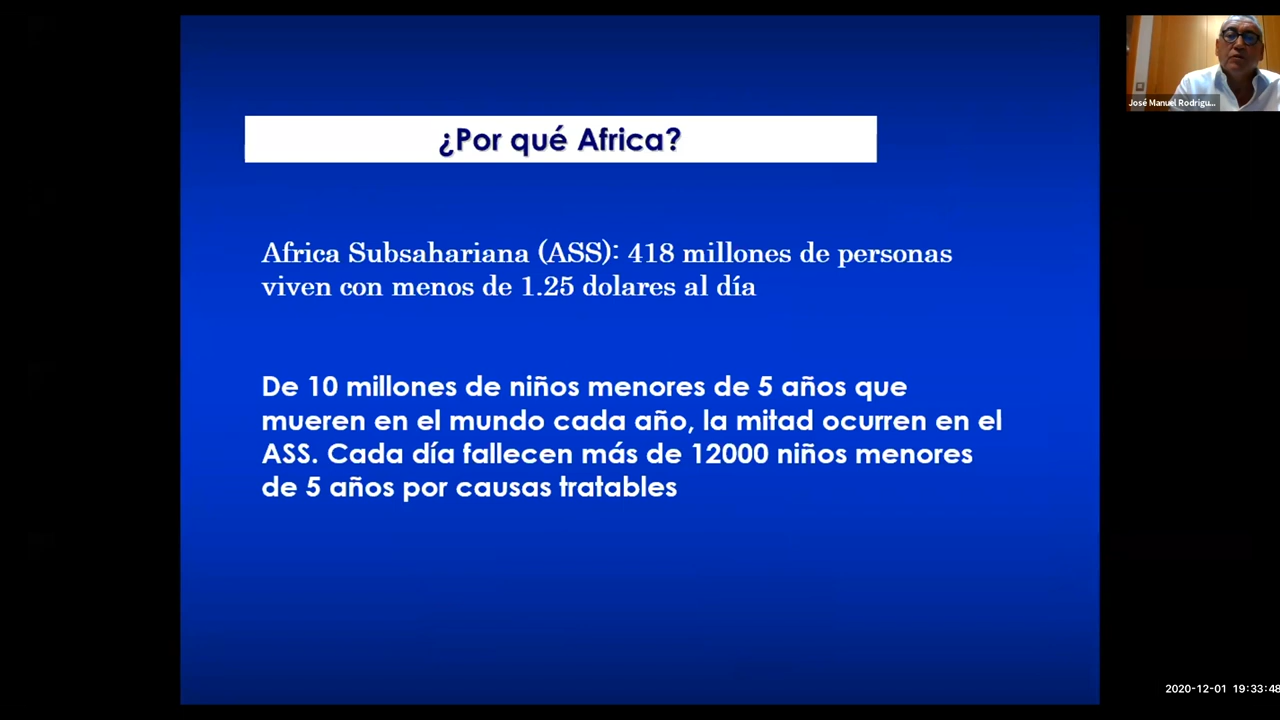 ¿Por qué Africa?
Africa Subsahariana (ASS): 418 millones de personas
viven con menos de 1.25 dolares al día
De 10 millones de niños menores de 5 años que
mueren en el mundo cada año, la mitad ocurren en el
ASS. Cada día fallecen más de 12000 niños menores
de 5 años por causas tratables
José Manuel Rodrigu...
2020-12-01 19:33:48